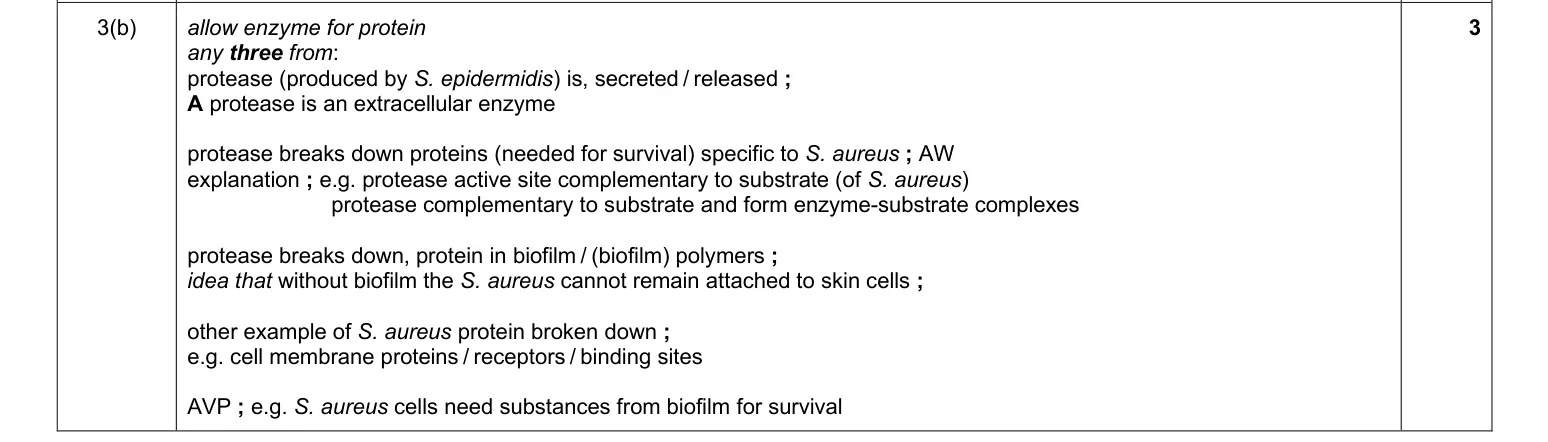 3(b)
allow enzyme for protein
3
any three from:
protease (produced by S. epidermidis) is, secreted / released ;
A protease is an extracellular enzyme
protease breaks down proteins (needed for survival) specific to S. aureus ; AW
explanation ; e.g. protease active site complementary to substrate (of S. aureus)
protease complementary to substrate and form enzyme-substrate complexes
protease breaks down, protein in biofilm / (biofilm) polymers ;
idea that without biofilm the S. aureus cannot remain attached to skin cells ;
other example of S. aureus protein broken down ;
e.g. cell membrane proteins / receptors / binding sites
AVP ; e.g. S. aureus cells need substances from biofilm for survival